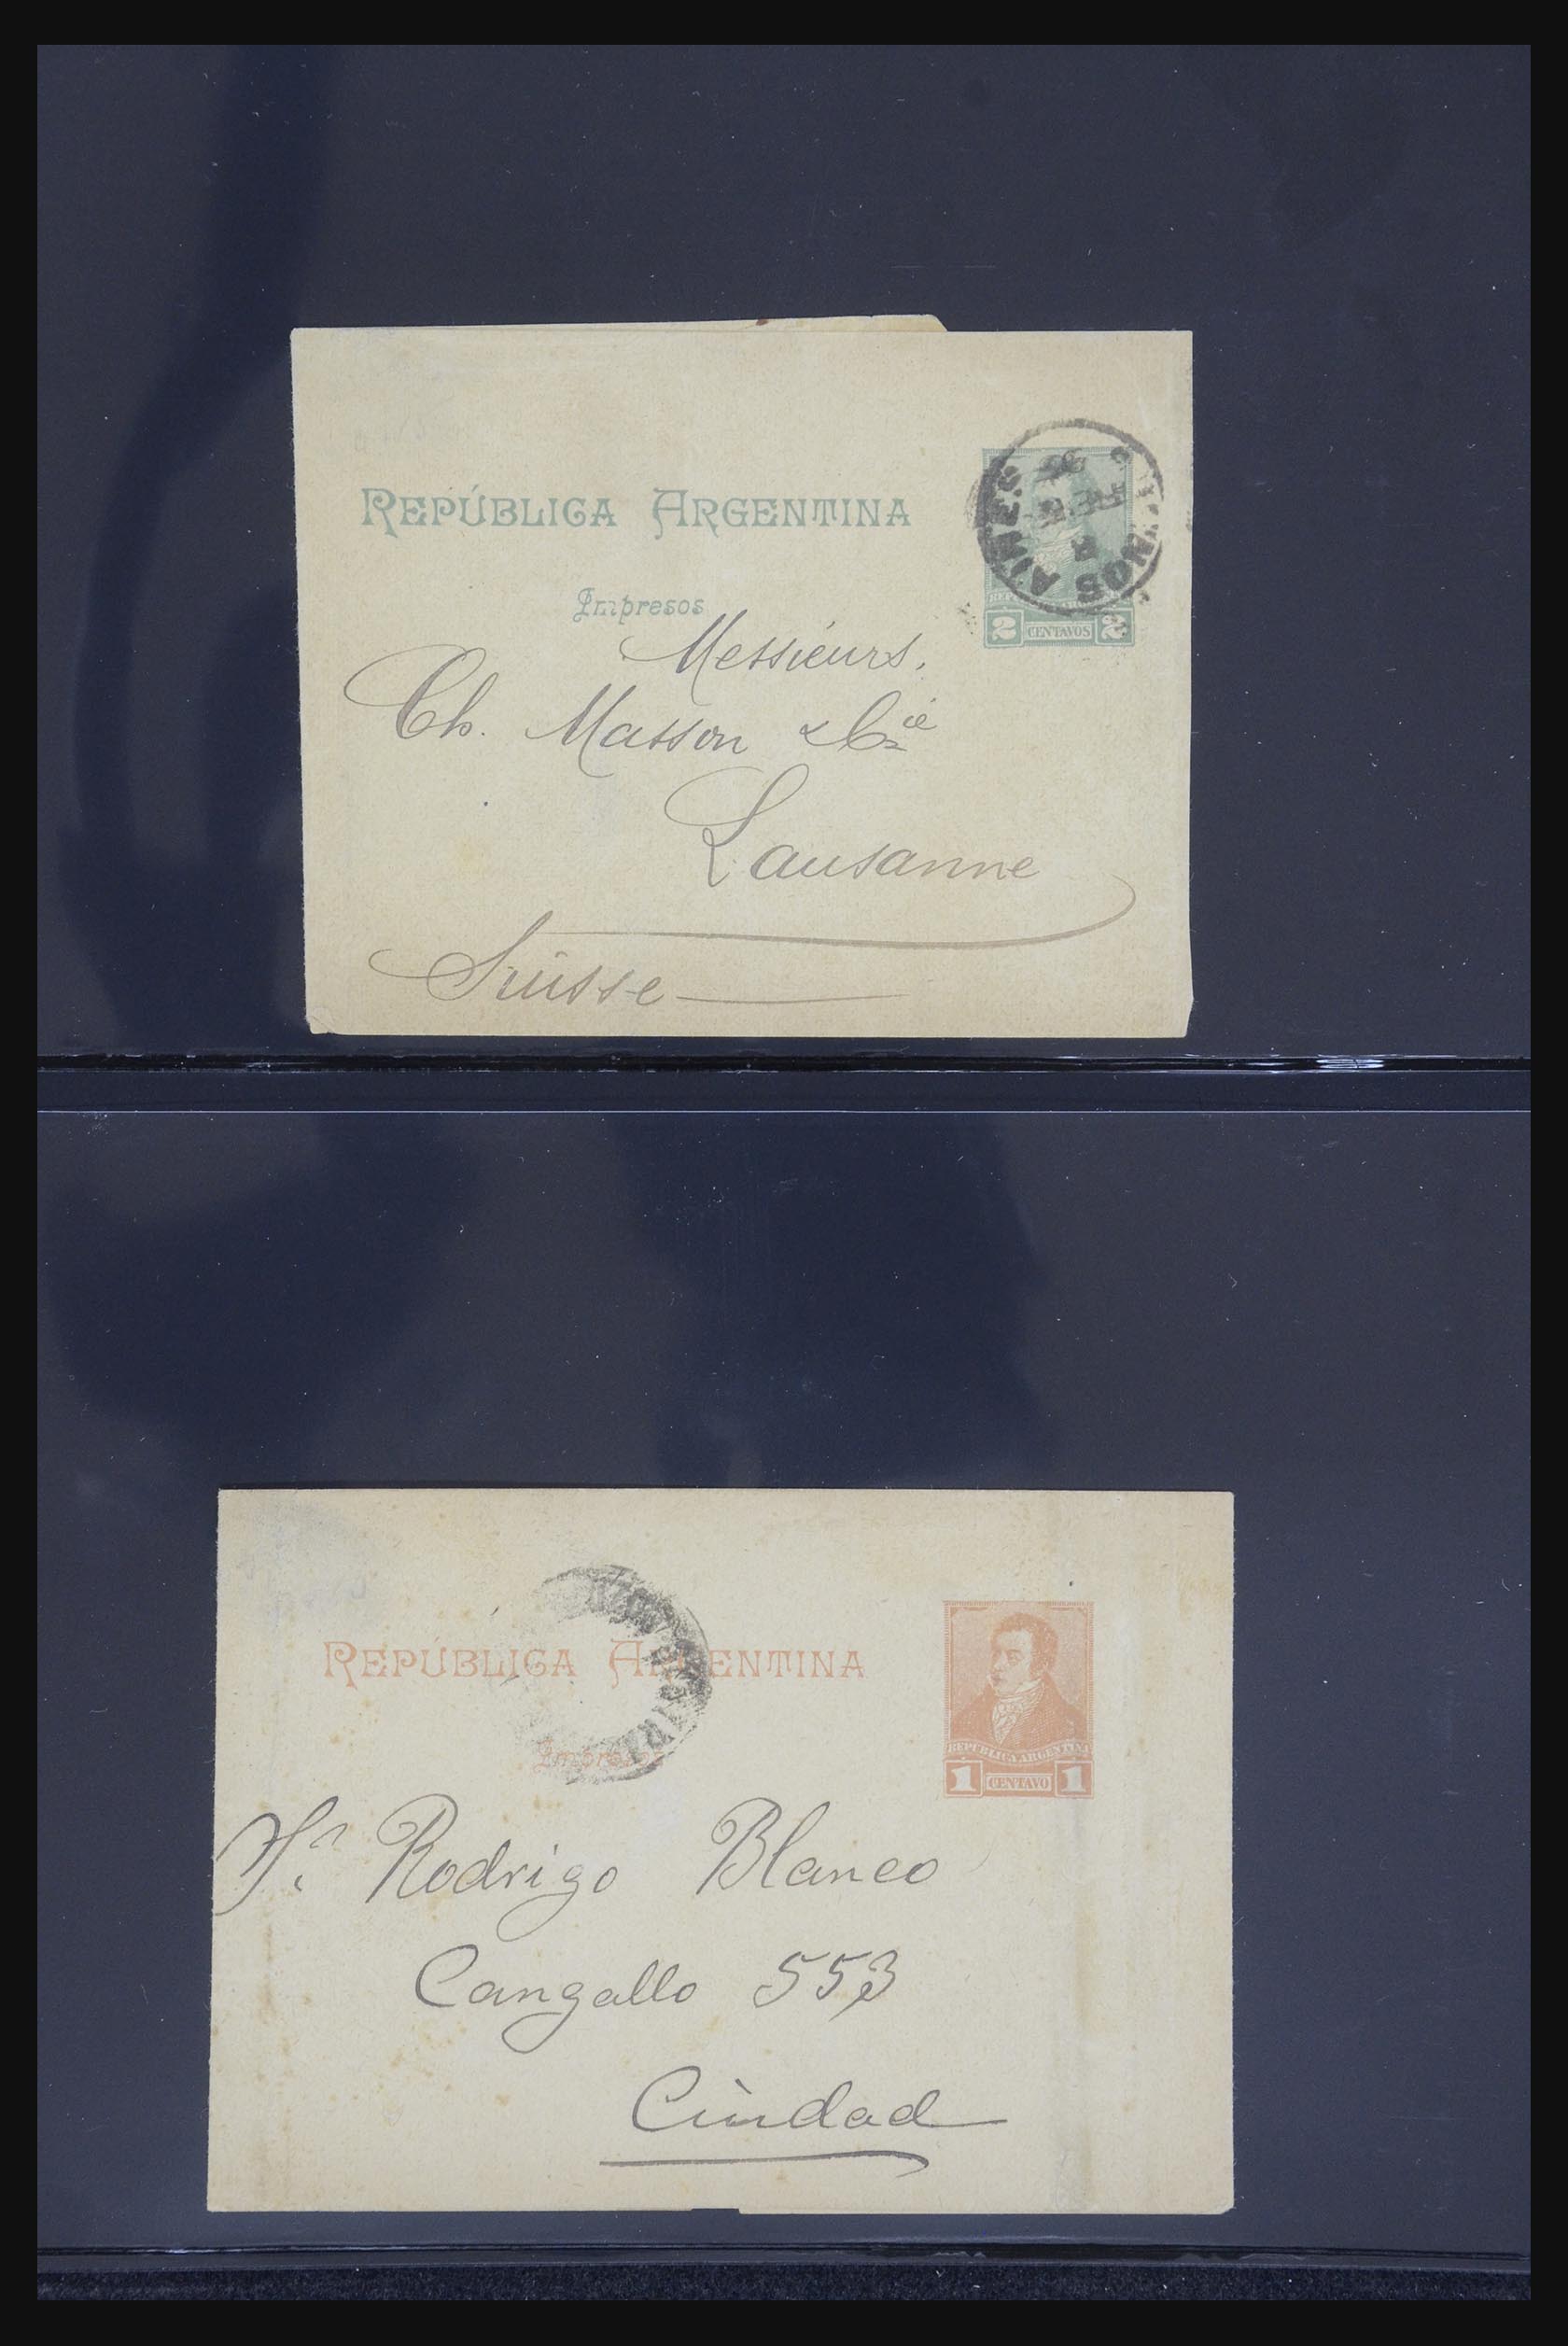 REPÚBLICA ARGENTINA
Impresos
BUENOS AIRES
2 CENTAVOS 2
Messieurs.
Ch. Masson & Cie
Lausanne
Suisse
REPÚBLICA ARGENTINA
Impresos
REPUBLICA ARGENTINA
1 CENTAVO 1
Sr. Rodrigo Blanco
Cangallo 553
Ciudad